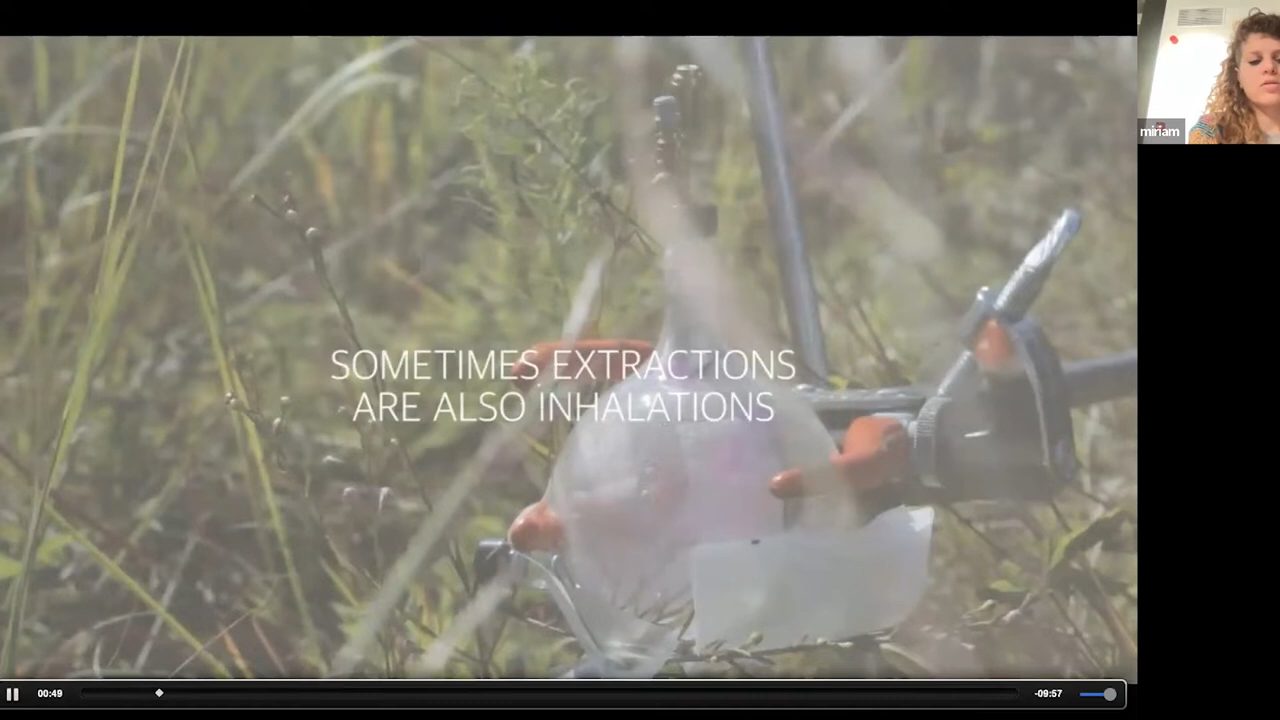 SOMETIMES EXTRACTIONS
ARE ALSO INHALATIONS
miriam
00:49
-09:57